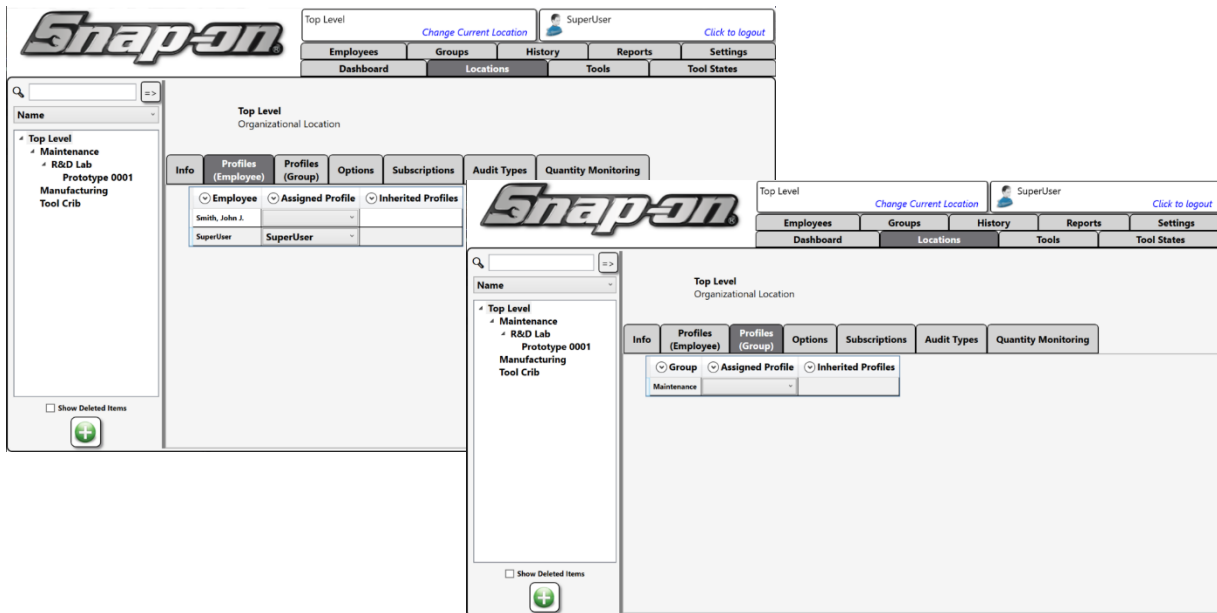 Snap-on®
Top Level
Change Current Location
SuperUser
Click to logout
Employees Groups History Reports Settings
Dashboard Locations Tools Tool States
=>
Name
Top Level
Maintenance
R&D Lab
Prototype 0001
Manufacturing
Tool Crib
Show Deleted Items
Top Level
Organizational Location
Info Profiles (Employee) Profiles (Group) Options Subscriptions Audit Types Quantity Monitoring
Employee Assigned Profile Inherited Profiles
Smith, John J.
SuperUser SuperUser
Snap-on®
Top Level
Change Current Location
SuperUser
Click to logout
Employees Groups History Reports Settings
Dashboard Locations Tools Tool States
=>
Name
Top Level
Maintenance
R&D Lab
Prototype 0001
Manufacturing
Tool Crib
Show Deleted Items
Top Level
Organizational Location
Info Profiles (Employee) Profiles (Group) Options Subscriptions Audit Types Quantity Monitoring
Group Assigned Profile Inherited Profiles
Maintenance